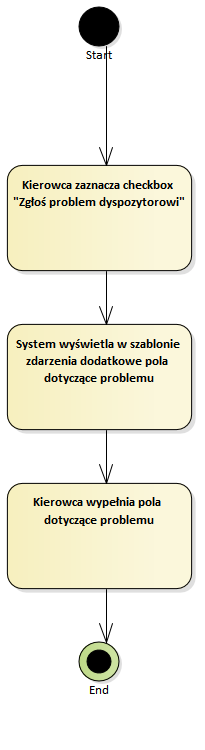 Start
Kierowca zaznacza checkbox
"Zgłoś problem dyspozytorowi"
System wyświetla w szablonie
zdarzenia dodatkowe pola
dotyczące problemu
Kierowca wypełnia pola
dotyczące problemu
End